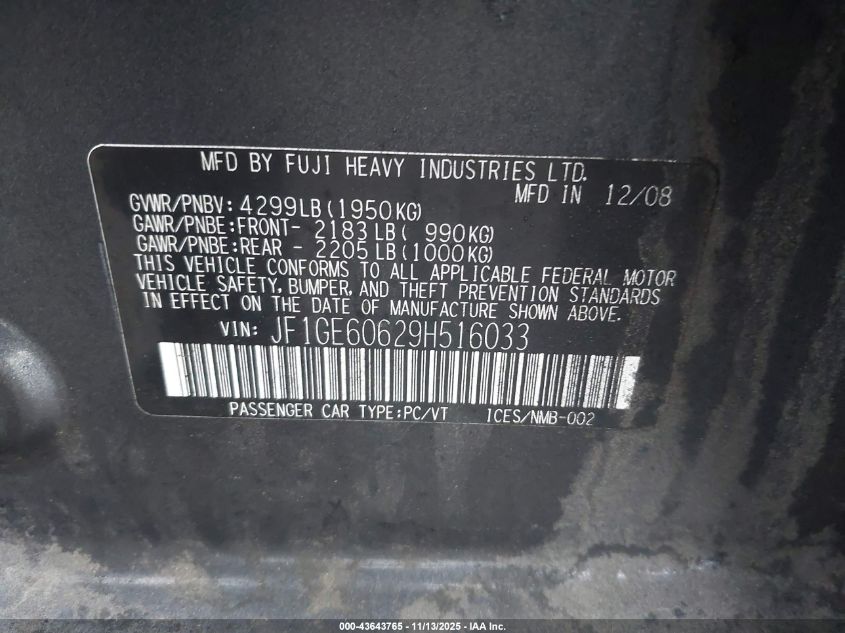 MFD BY FUJI HEAVY INDUSTRIES LTD.
MFD IN 12/08
GVWR/PNBV: 4299LB(1950KG)
GAWR/PNBE:FRONT- 2183LB( 990KG)
GAWR/PNBE:REAR - 2205LB(1000KG)
THIS VEHICLE CONFORMS TO ALL APPLICABLE FEDERAL MOTOR
VEHICLE SAFETY, BUMPER, AND THEFT PREVENTION STANDARDS
IN EFFECT ON THE DATE OF MANUFACTURE SHOWN ABOVE.
VIN: JF1GE60629H516033
PASSENGER CAR TYPE:PC/VT ICES/NMB-002
000-43643765 - 11/13/2025 - IAA Inc.